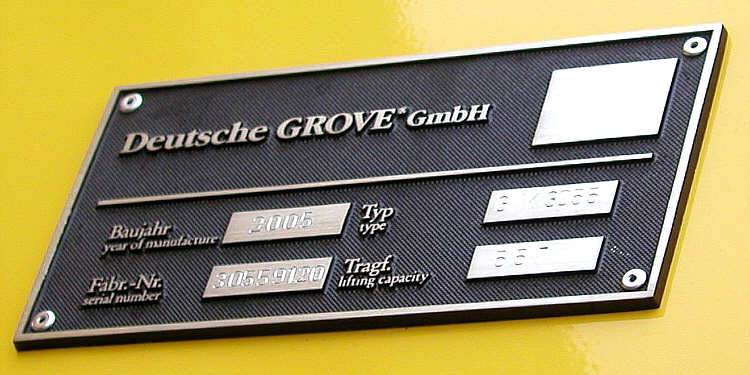 Deutsche GROVE* GmbH
Baujahr 2005 Typ
year of manufacture type
Fabr.-Nr. 30559120 Tragf.
serial number lifting capacity